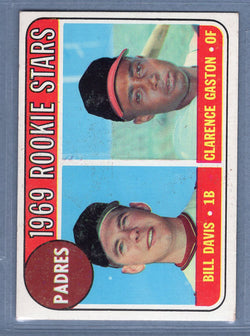 1969 ROOKIE STARS
PADRES
CLARENCE GASTON • OF
BILL DAVIS • 1B